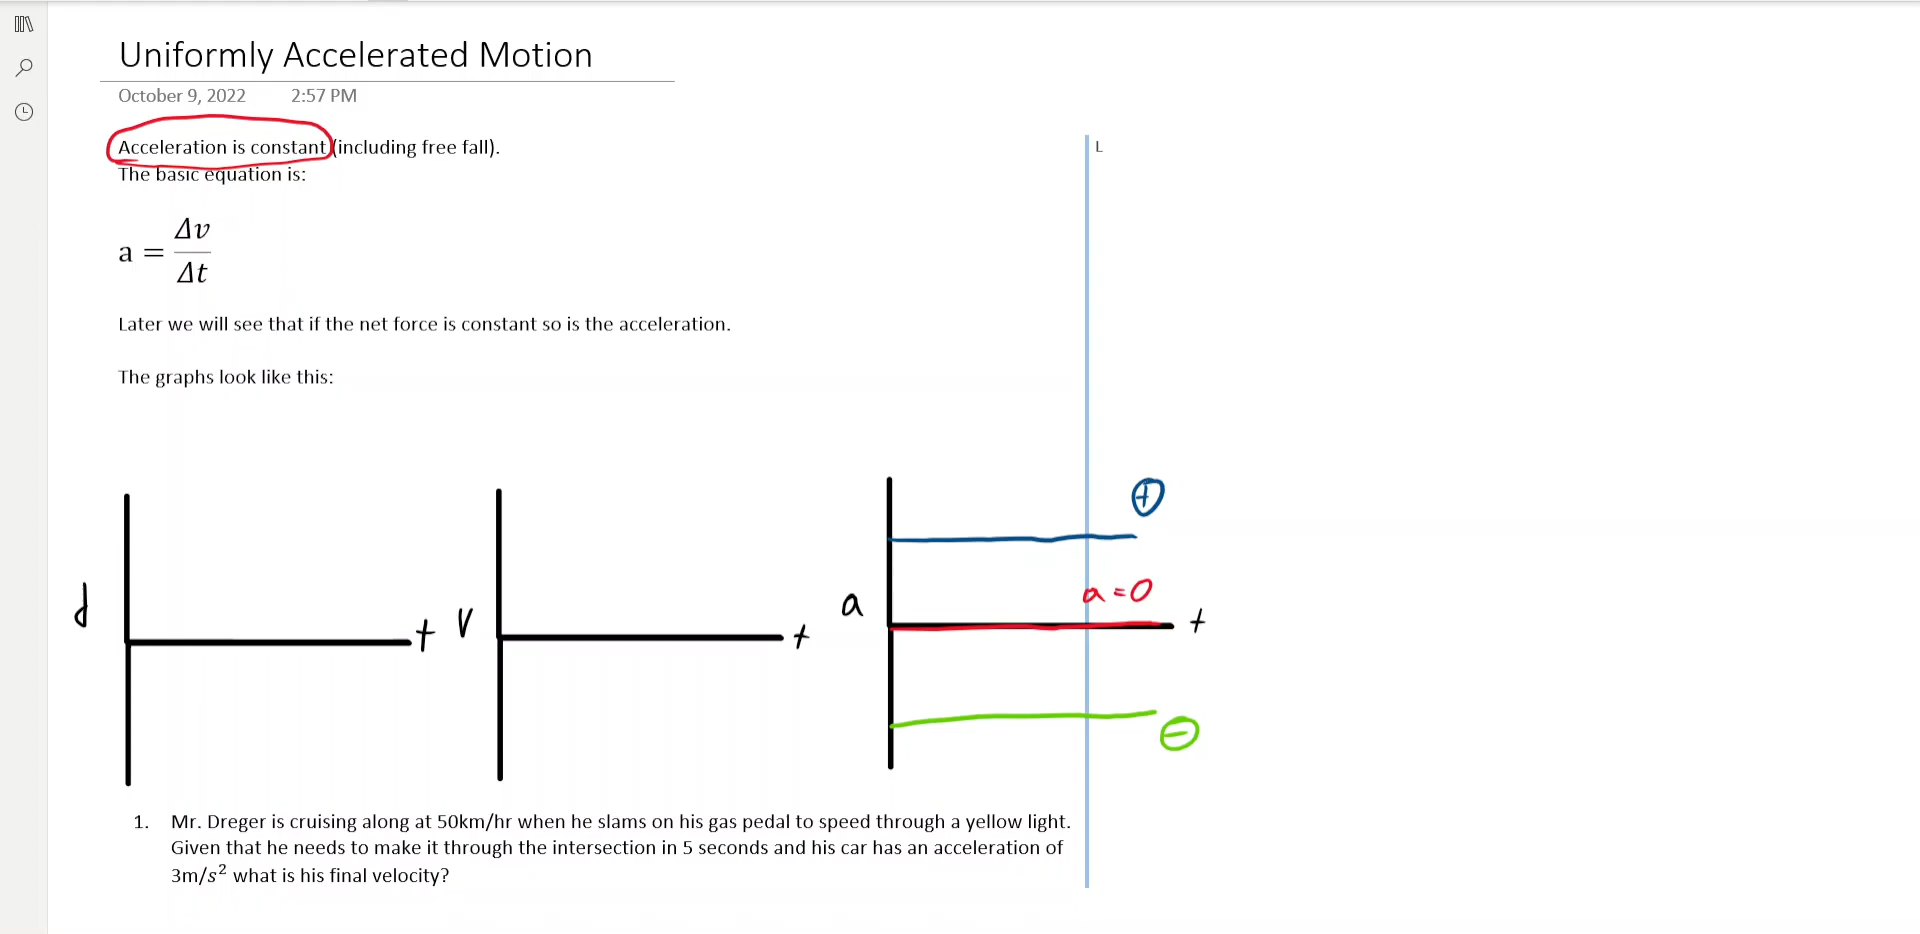 Uniformly Accelerated Motion
October 9, 2022 2:57 PM
Acceleration is constant (including free fall).
The basic equation is:
a = Δv/Δt
Later we will see that if the net force is constant so is the acceleration.
The graphs look like this:
d t
v t
a + a=0 t −
1. Mr. Dreger is cruising along at 50km/hr when he slams on his gas pedal to speed through a yellow light.
Given that he needs to make it through the intersection in 5 seconds and his car has an acceleration of
3m/s² what is his final velocity?
L